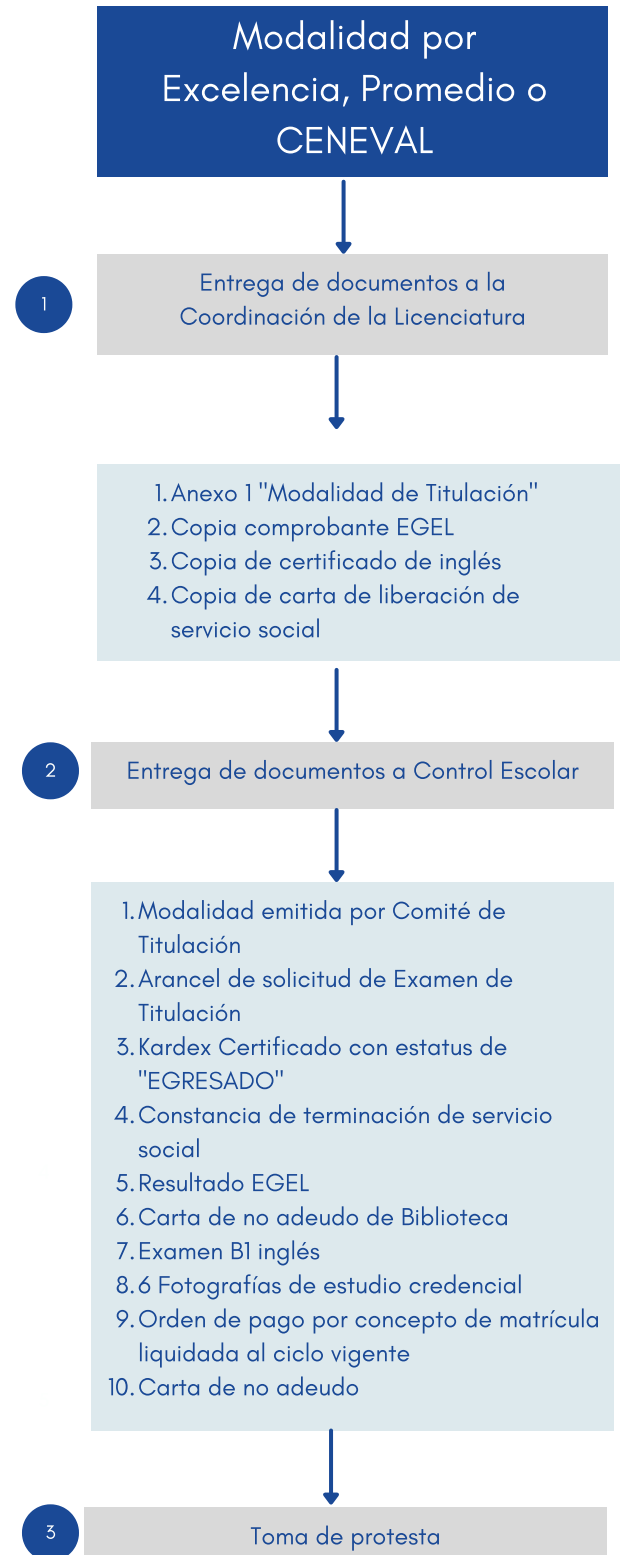 Modalidad por
Excelencia, Promedio o
CENEVAL
1
Entrega de documentos a la
Coordinación de la Licenciatura
1. Anexo 1 "Modalidad de Titulación"
2. Copia comprobante EGEL
3. Copia de certificado de inglés
4. Copia de carta de liberación de
servicio social
2
Entrega de documentos a Control Escolar
1. Modalidad emitida por Comité de
Titulación
2. Arancel de solicitud de Examen de
Titulación
3. Kardex Certificado con estatus de
"EGRESADO"
4. Constancia de terminación de servicio
social
5. Resultado EGEL
6. Carta de no adeudo de Biblioteca
7. Examen B1 inglés
8. 6 Fotografías de estudio credencial
9. Orden de pago por concepto de matrícula
liquidada al ciclo vigente
10. Carta de no adeudo
3
Toma de protesta